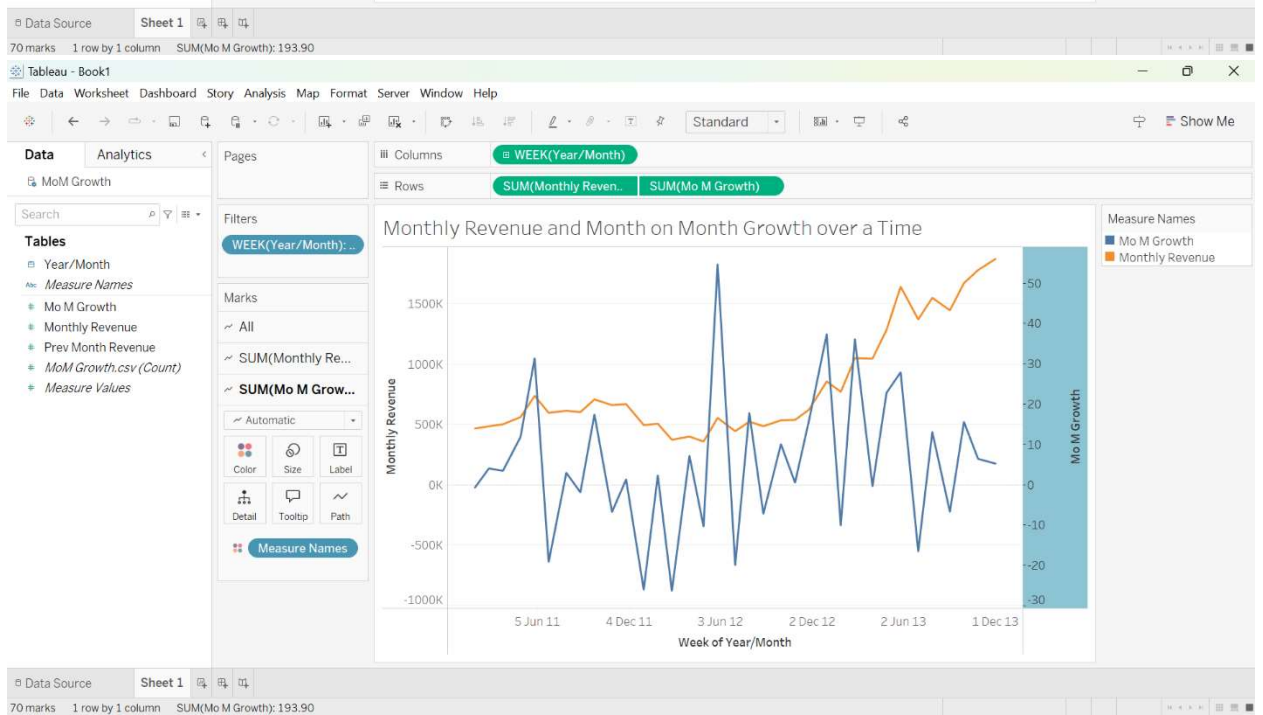 Data Source Sheet 1
70 marks 1 row by 1 column SUM(Mo M Growth): 193.90
Tableau - Book1
File Data Worksheet Dashboard Story Analysis Map Format Server Window Help
Standard Show Me
Data Analytics Pages Columns WEEK(Year/Month)
MoM Growth Rows SUM(Monthly Reven.. SUM(Mo M Growth)
Search
Tables
Year/Month
Abc Measure Names
Mo M Growth
Monthly Revenue
Prev Month Revenue
MoM Growth.csv (Count)
Measure Values
Filters
WEEK(Year/Month): ..
Marks
All
SUM(Monthly Re...
SUM(Mo M Grow...
Automatic
Color Size Label
Detail Tooltip Path
Measure Names
Monthly Revenue and Month on Month Growth over a Time
Monthly Revenue
1500K
1000K
500K
0K
-500K
-1000K
50
40
30
20
10
0
-10
-20
-30
Mo M Growth
5 Jun 11 4 Dec 11 3 Jun 12 2 Dec 12 2 Jun 13 1 Dec 13
Week of Year/Month
Measure Names
Mo M Growth
Monthly Revenue
Data Source Sheet 1
70 marks 1 row by 1 column SUM(Mo M Growth): 193.90